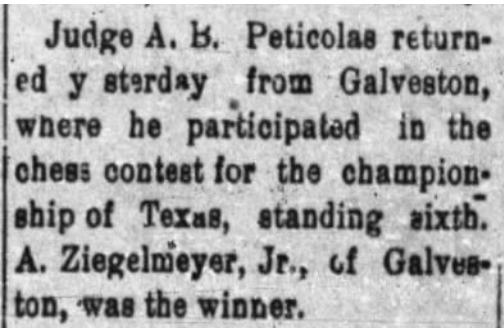 Judge A. B. Peticolas return-
ed y sterday from Galveston,
where he participated in the
chess contest for the champion-
ship of Texas, standing sixth.
A. Ziegelmeyer, Jr., of Galves-
ton, was the winner.